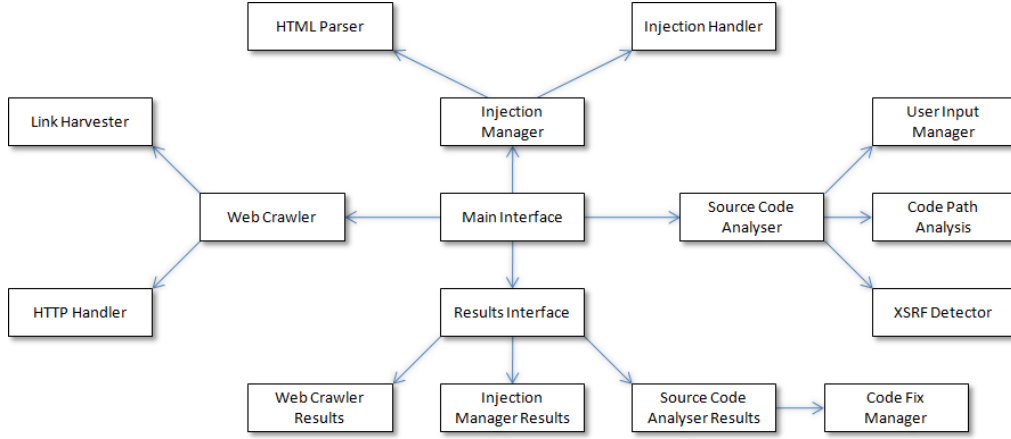 HTML Parser
Injection Handler
Link Harvester
Injection
Manager
User Input
Manager
Web Crawler
Main Interface
Source Code
Analyser
Code Path
Analysis
HTTP Handler
Results Interface
XSRF Detector
Web Crawler
Results
Injection
Manager Results
Source Code
Analyser Results
Code Fix
Manager